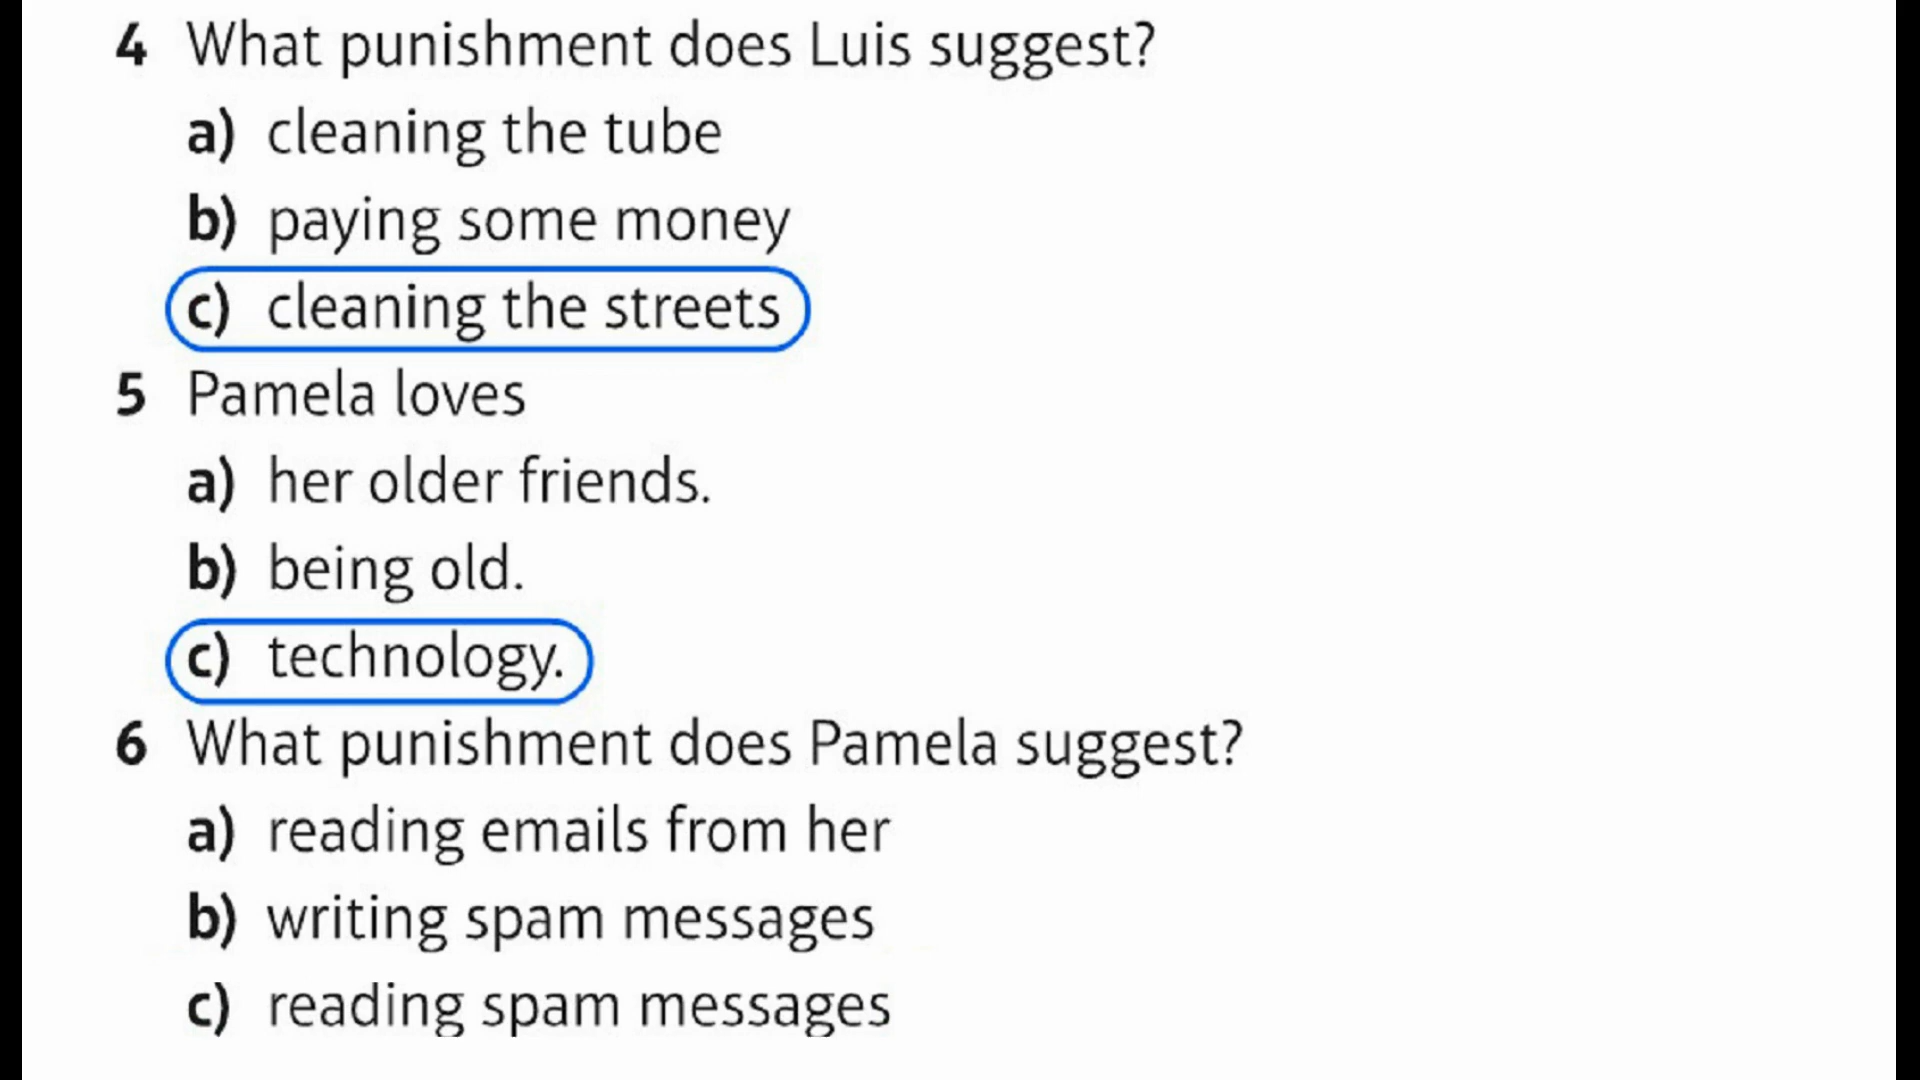 4 What punishment does Luis suggest?
a) cleaning the tube
b) paying some money
c) cleaning the streets
5 Pamela loves
a) her older friends.
b) being old.
c) technology.
6 What punishment does Pamela suggest?
a) reading emails from her
b) writing spam messages
c) reading spam messages